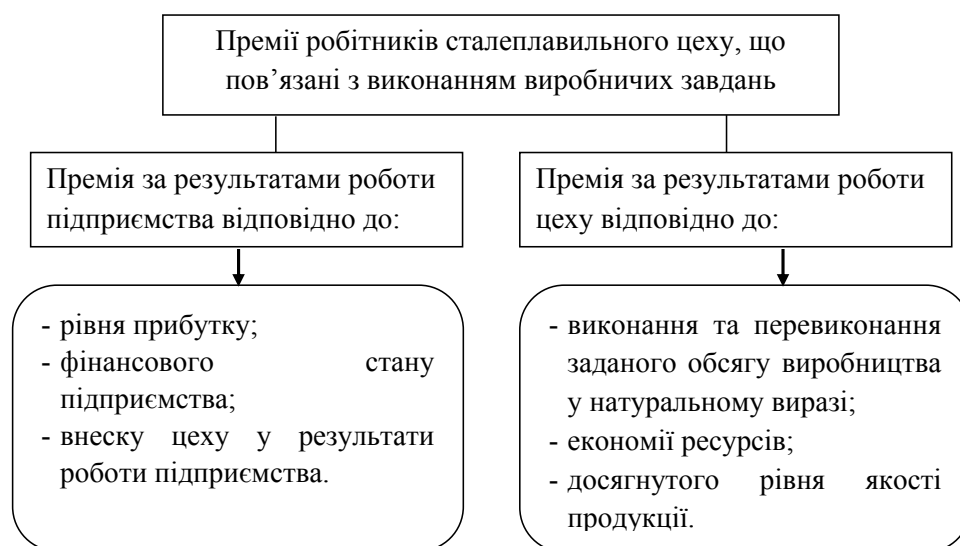 Премії робітників сталеплавильного цеху, що
пов’язані з виконанням виробничих завдань
Премія за результатами роботи
підприємства відповідно до:
Премія за результатами роботи
цеху відповідно до:
- рівня прибутку;
- фінансового стану
підприємства;
- внеску цеху у результати
роботи підприємства.
- виконання та перевиконання
заданого обсягу виробництва
у натуральному виразі;
- економії ресурсів;
- досягнутого рівня якості
продукції.